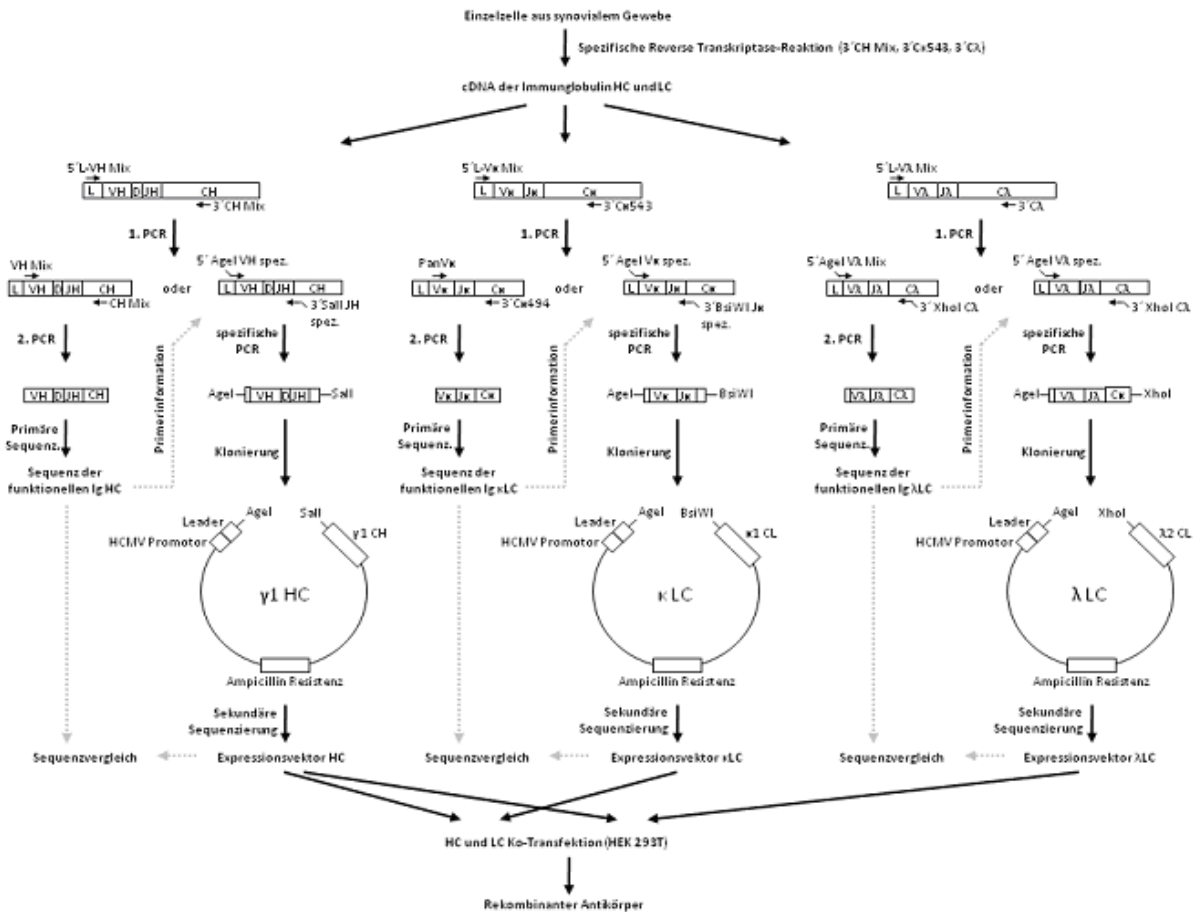 Einzelzelle aus synovialem Gewebe
Spezifische Reverse Transkriptase-Reaktion (3´CH Mix, 3´Cκ543, 3´Cλ)
cDNA der Immunglobulin HC und LC
5´L-VH Mix
L VH D JH CH
3´CH Mix
5´L-Vκ Mix
L Vκ Jκ Cκ
3´Cκ543
5´L-Vλ Mix
L Vλ Jλ Cλ
3´Cλ
1. PCR
1. PCR
1. PCR
VH Mix
L VH D JH CH
CH Mix
oder
5´ AgeI VH spez.
L VH D JH CH
3´SalI JH
spez.
PanVκ
L Vκ Jκ Cκ
3´Cκ494
oder
5´ AgeI Vκ spez.
L Vκ Jκ Cκ
3´BsiWI Jκ
spez.
5´AgeI Vλ Mix
L Vλ Jλ Cλ
3´XhoI Cλ
oder
5´ AgeI Vλ spez.
L Vλ Jλ Cλ
3´XhoI Cλ
2. PCR
Primerinformation
spezifische
PCR
2. PCR
Primerinformation
spezifische
PCR
2. PCR
Primerinformation
spezifische
PCR
VH D JH CH
AgeI VH D JH SalI
Vκ Jκ Cκ
AgeI Vκ Jκ BsiWI
Vλ Jλ Cλ
AgeI Vλ Jλ Cκ XhoI
Primäre
Sequenz.
Klonierung
Primäre
Sequenz.
Klonierung
Primäre
Sequenz.
Klonierung
Sequenz der
funktionellen Ig HC
Sequenz der
funktionellen Ig κLC
Sequenz der
funktionellen Ig λLC
Leader
HCMV Promotor
AgeI
SalI
γ1 CH
γ1 HC
Ampicillin Resistenz
Leader
HCMV Promotor
AgeI
BsiWI
κ1 CL
κ LC
Ampicillin Resistenz
Leader
HCMV Promotor
AgeI
XhoI
λ2 CL
λ LC
Ampicillin Resistenz
Sekundäre
Sequenzierung
Sekundäre
Sequenzierung
Sekundäre
Sequenzierung
Sequenzvergleich
Expressionsvektor HC
Sequenzvergleich
Expressionsvektor κLC
Sequenzvergleich
Expressionsvektor λLC
HC und LC Ko-Transfektion (HEK 293T)
Rekombinanter Antikörper